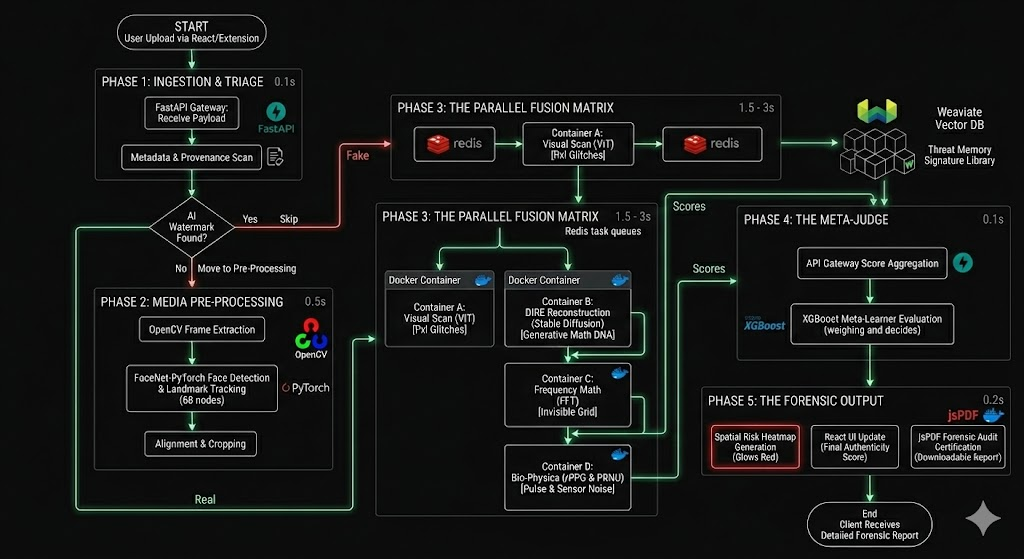 START
User Upload via React/Extension
PHASE 1: INGESTION & TRIAGE 0.1s
FastAPI Gateway:
Receive Payload
FastAPI
Metadata & Provenance Scan
AI
Watermark
Found?
Yes Skip
Fake
No Move to Pre-Processing
PHASE 2: MEDIA PRE-PROCESSING 0.5s
OpenCV Frame Extraction
OpenCV
FaceNet-PyTorch Face Detection
& Landmark Tracking
(68 nodes)
PyTorch
Alignment & Cropping
Real
PHASE 3: THE PARALLEL FUSION MATRIX 1.5 - 3s
redis
Container A:
Visual Scan (ViT)
[Pxl Glitches]
redis
Weaviate
Vector DB
Threat Memory
Signature Library
PHASE 3: THE PARALLEL FUSION MATRIX 1.5 - 3s
Redis task queues
Docker Container
Container A:
Visual Scan (VIT)
[Pxl Glitches]
Docker Container
Container B:
DIRE Reconstruction
(Stable Diffusion)
[Generative Math DNA]
Container C:
Frequency Math
(FFT)
[Invisible Grid]
Container D:
Bio-Physica (rPPG & PRNU)
[Pulse & Sensor Noise]
Scores
Scores
PHASE 4: THE META-JUDGE 0.1s
API Gateway Score Aggregation
XGBoost
XGBooet Meta-Learner Evaluation
(weighing and decides)
PHASE 5: THE FORENSIC OUTPUT 0.2s
jsPDF
Spatial Risk Heatmap
Generation
(Glows Red)
React UI Update
(Final Authenticity
Score)
JsPDF Forensic Audit
Certification
(Downloadable Report)
End
Client Receives
Detailed Forensic Report